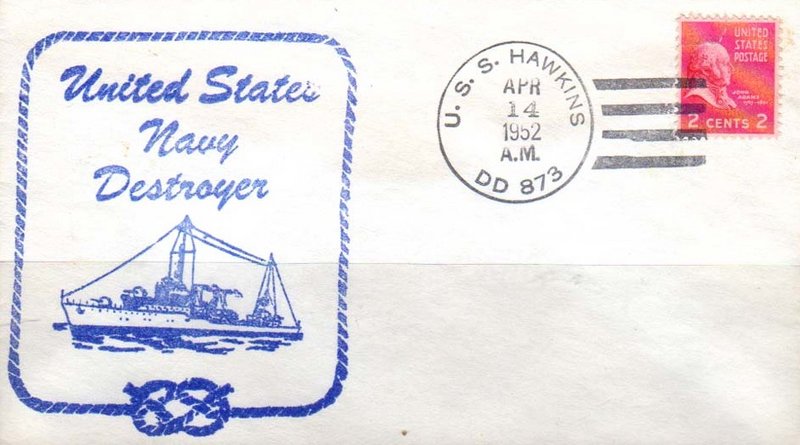 United States
Navy
Destroyer
U. S. S. HAWKINS
APR
14
1952
A.M.
DD 873
UNITED
STATES
POSTAGE
JOHN
ADAMS
2 CENTS 2